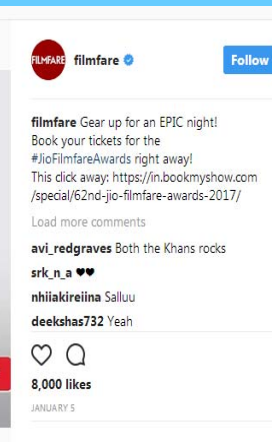 FILMFARE
filmfare
Follow
filmfare Gear up for an EPIC night!
Book your tickets for the
#JioFilmfareAwards right away!
This click away: https://in.bookmyshow.com
/special/62nd-jio-filmfare-awards-2017/
Load more comments
avi_redgraves Both the Khans rocks
srk_n_a ♥♥
nhiiakireiina Salluu
deekshas732 Yeah
8,000 likes
JANUARY 5